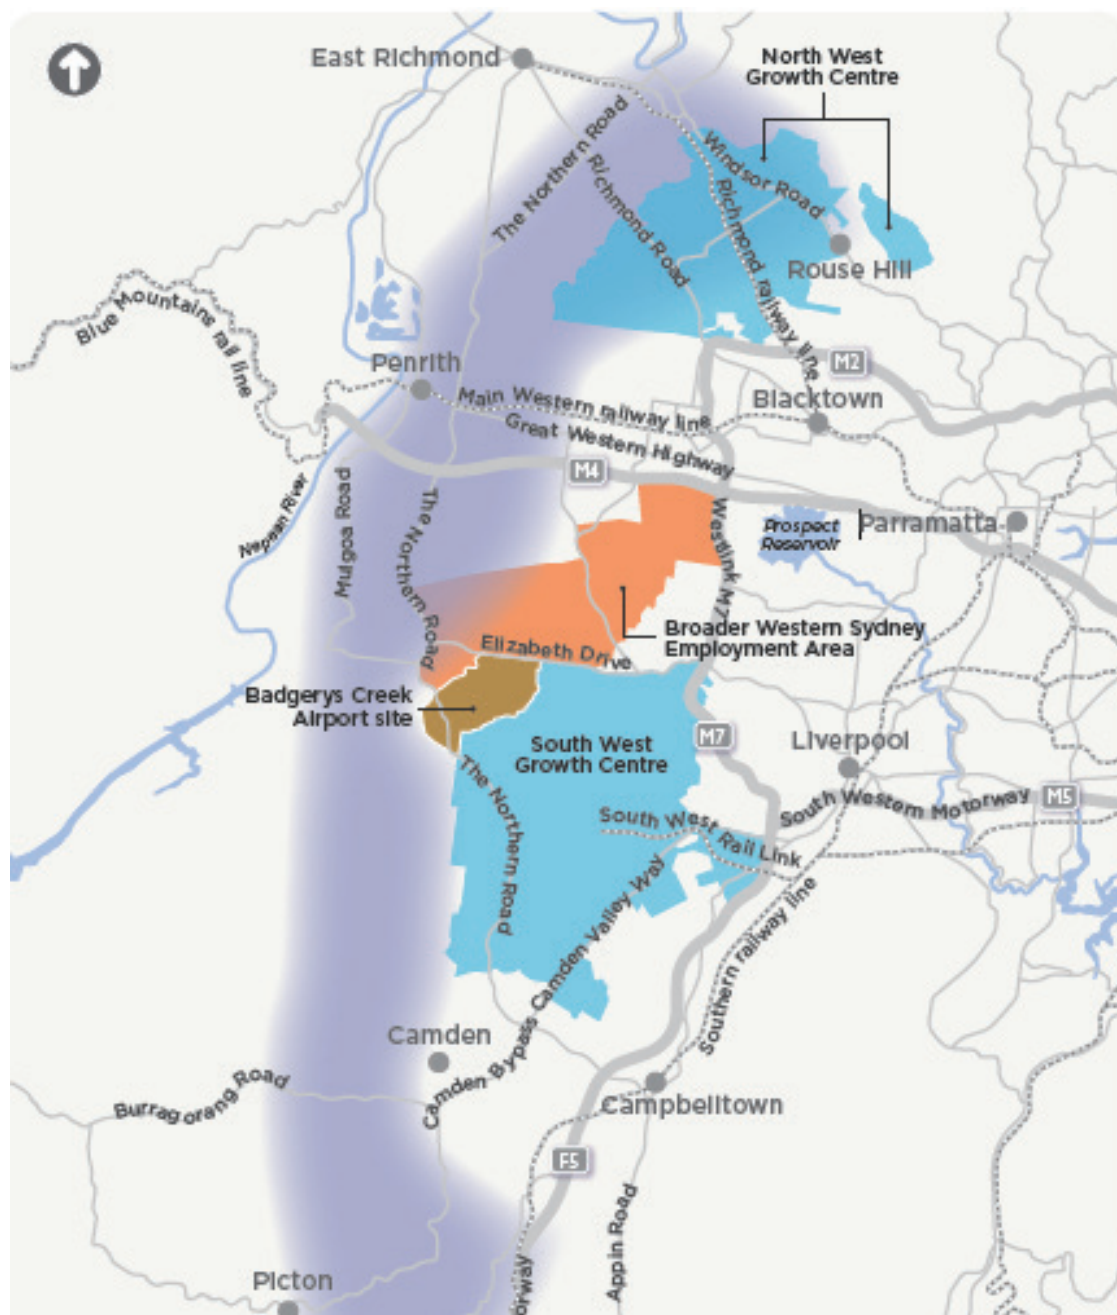 East Richmond
North West
Growth Centre
The Northern Road
Richmond Road
Windsor Road
Richmond railway line
Rouse Hill
Blue Mountains rail line
Penrith
M2
Main Western railway line
Blacktown
Great Western Highway
M4
Nepean River
Mulgoa Road
The Northern Road
Westlink M7
Prospect
Reservoir
Parramatta
Broader Western Sydney
Employment Area
Elizabeth Drive
Badgerys Creek
Airport site
South West
Growth Centre
M7
Liverpool
The Northern Road
South West Rail Link
South Western Motorway
M5
Camden Valley Way
Southern railway line
Camden
Camden Bypass
Burragorang Road
Campbelltown
F5
Appin Road
Picton
orway